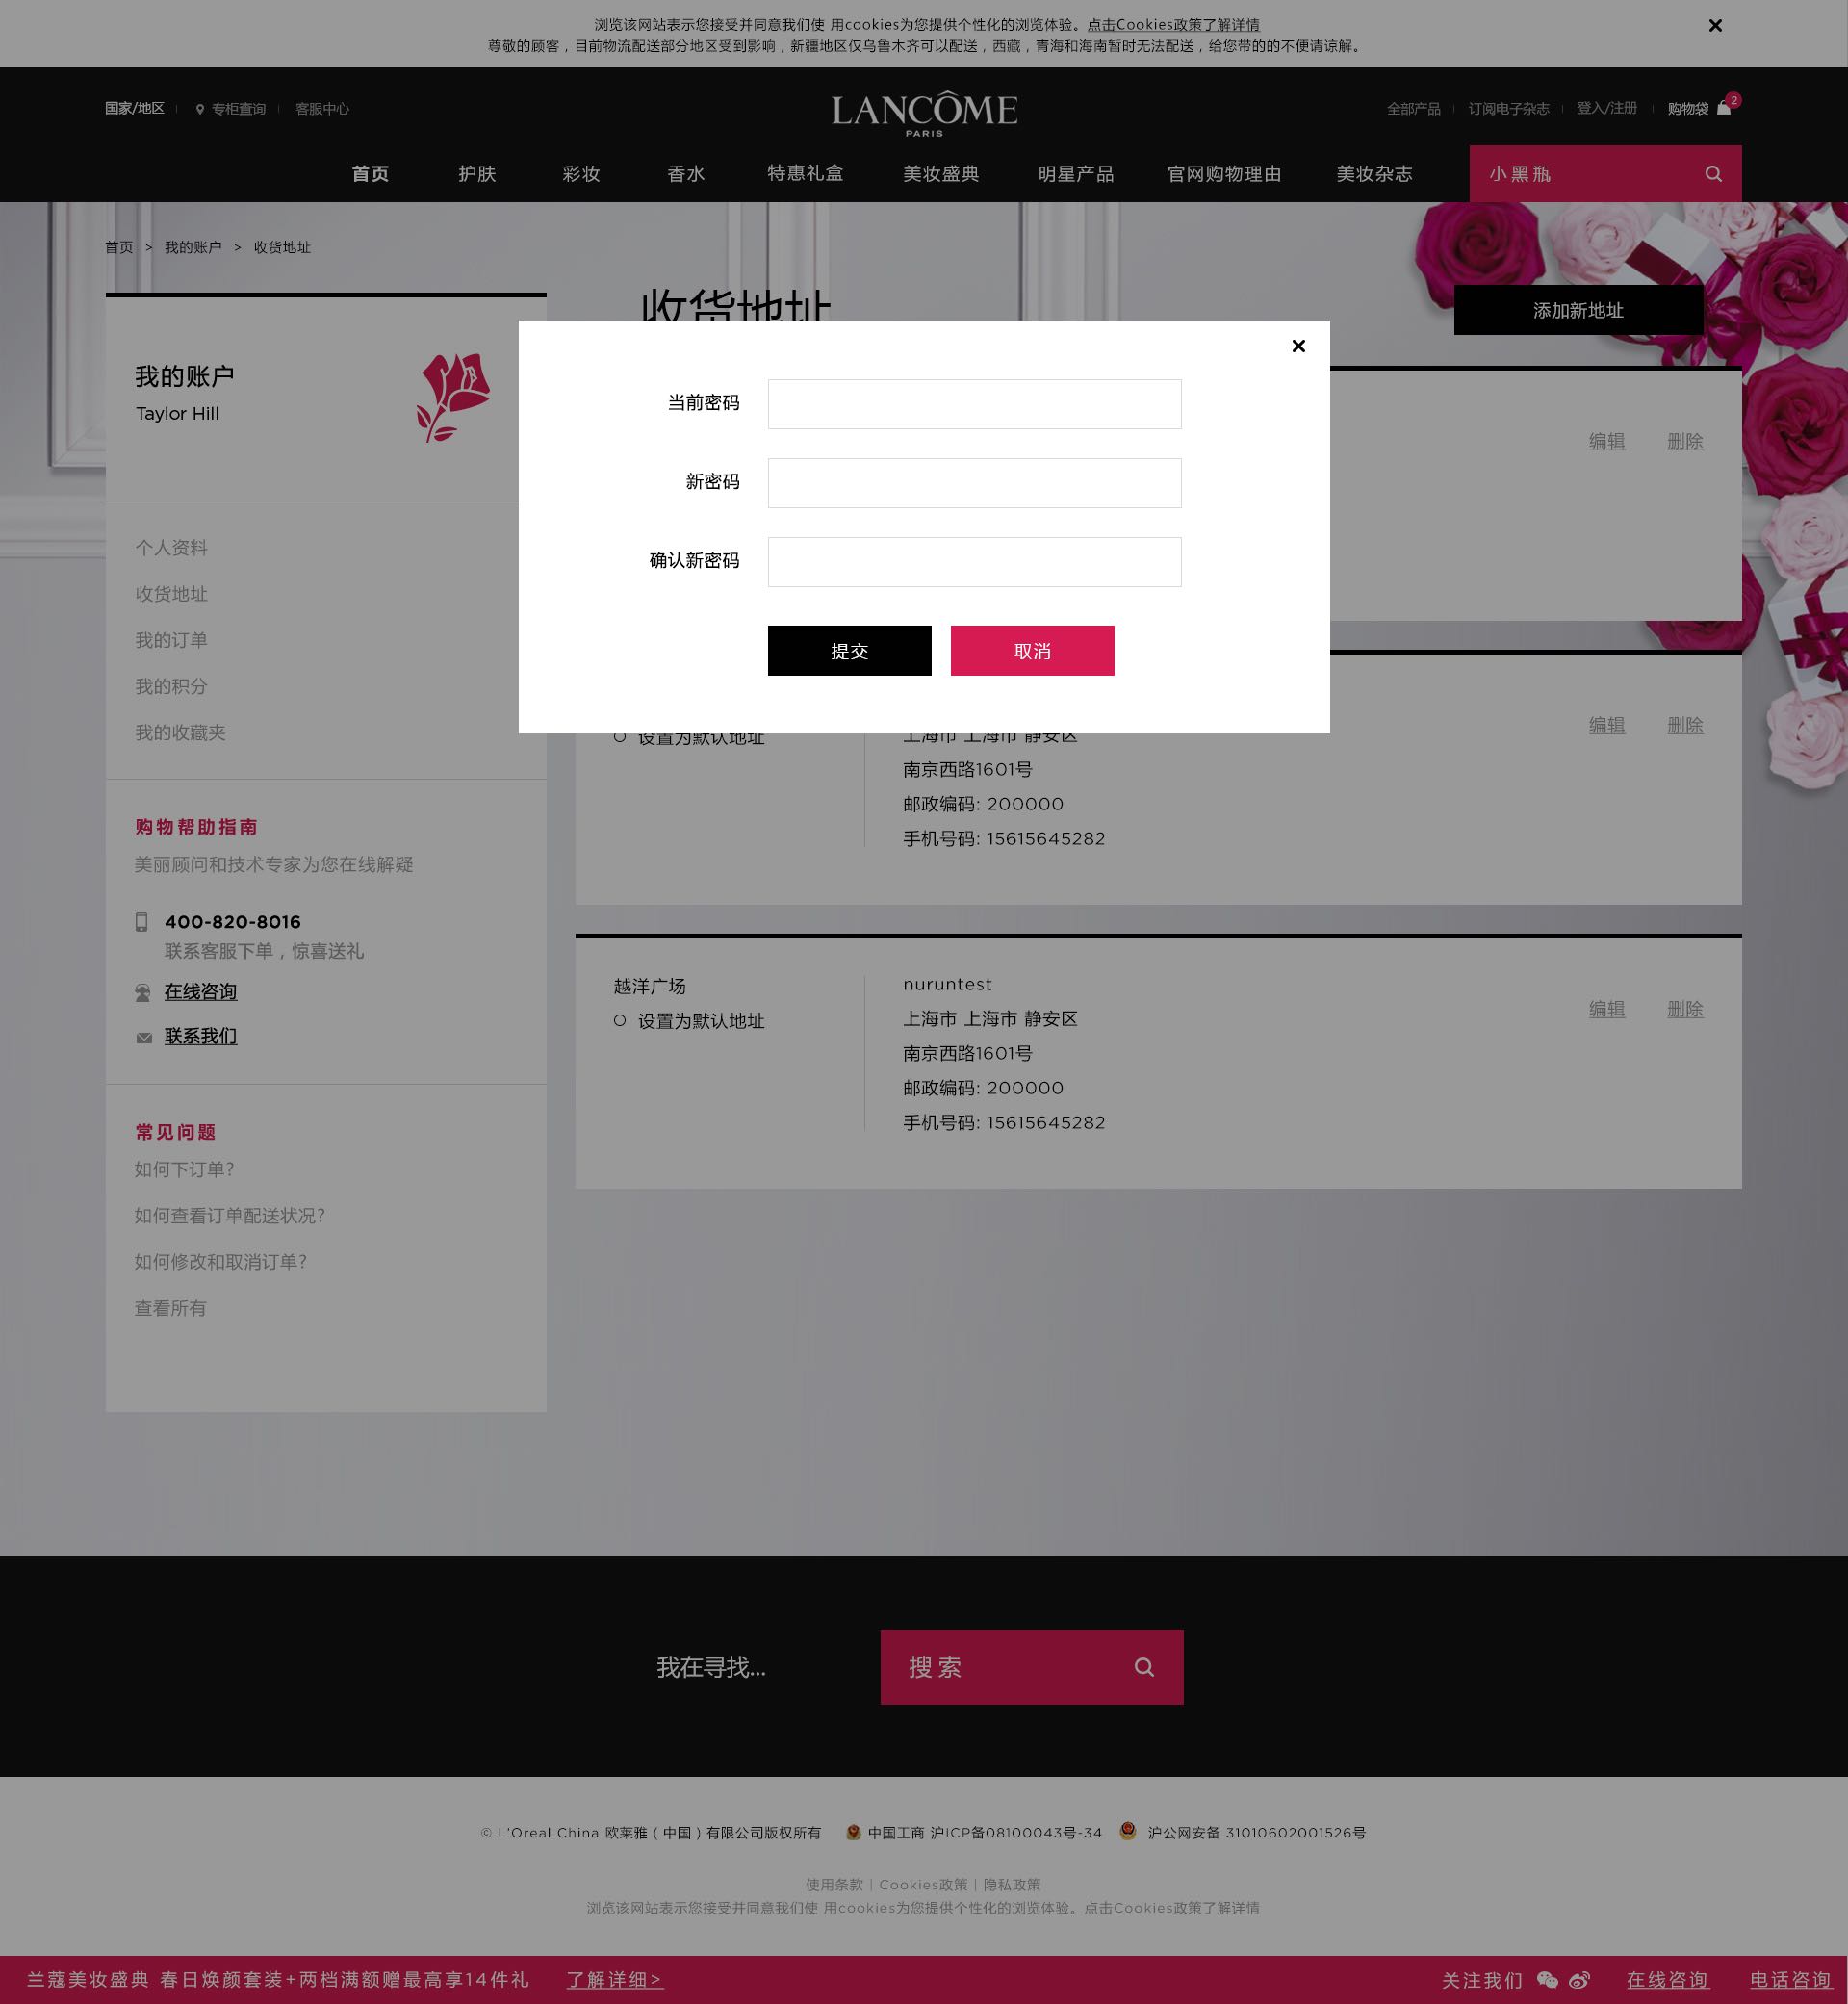 浏览该网站表示您接受并同意我们使 用cookies为您提供个性化的浏览体验。点击Cookies政策了解详情
尊敬的顾客，目前物流配送部分地区受到影响，新疆地区仅乌鲁木齐可以配送，西藏，青海和海南暂时无法配送，给您带的的不便请谅解。
国家/地区 专柜查询 客服中心
LANCÔME
PARIS
全部产品 订阅电子杂志 登入/注册 购物袋 2
首页 护肤 彩妆 香水 特惠礼盒 美妆盛典 明星产品 官网购物理由 美妆杂志 小黑瓶
首页 > 我的账户 > 收货地址
收货地址
添加新地址
我的账户
Taylor Hill
个人资料
收货地址
我的订单
我的积分
我的收藏夹
购物帮助指南
美丽顾问和技术专家为您在线解疑
400-820-8016
联系客服下单，惊喜送礼
在线咨询
联系我们
常见问题
如何下订单?
如何查看订单配送状况?
如何修改和取消订单?
查看所有
当前密码
新密码
确认新密码
提交 取消
编辑 删除
编辑 删除
设置为默认地址
上海市 上海市 静安区
南京西路1601号
邮政编码: 200000
手机号码: 15615645282
越洋广场
设置为默认地址
nuruntest
上海市 上海市 静安区
南京西路1601号
邮政编码: 200000
手机号码: 15615645282
编辑 删除
我在寻找... 搜索
© L'Oreal China 欧莱雅（中国）有限公司版权所有 中国工商 沪ICP备08100043号-34 沪公网安备 31010602001526号
使用条款 | Cookies政策 | 隐私政策
浏览该网站表示您接受并同意我们使 用cookies为您提供个性化的浏览体验。点击Cookies政策了解详情
兰蔻美妆盛典 春日焕颜套装+两档满额赠最高享14件礼 了解详细>
关注我们 在线咨询 电话咨询